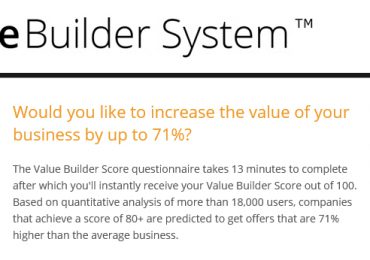 e Builder System™
Would you like to increase the value of your
business by up to 71%?
The Value Builder Score questionnaire takes 13 minutes to complete
after which you'll instantly receive your Value Builder Score out of 100.
Based on quantitative analysis of more than 18,000 users, companies
that achieve a score of 80+ are predicted to get offers that are 71%
higher than the average business.